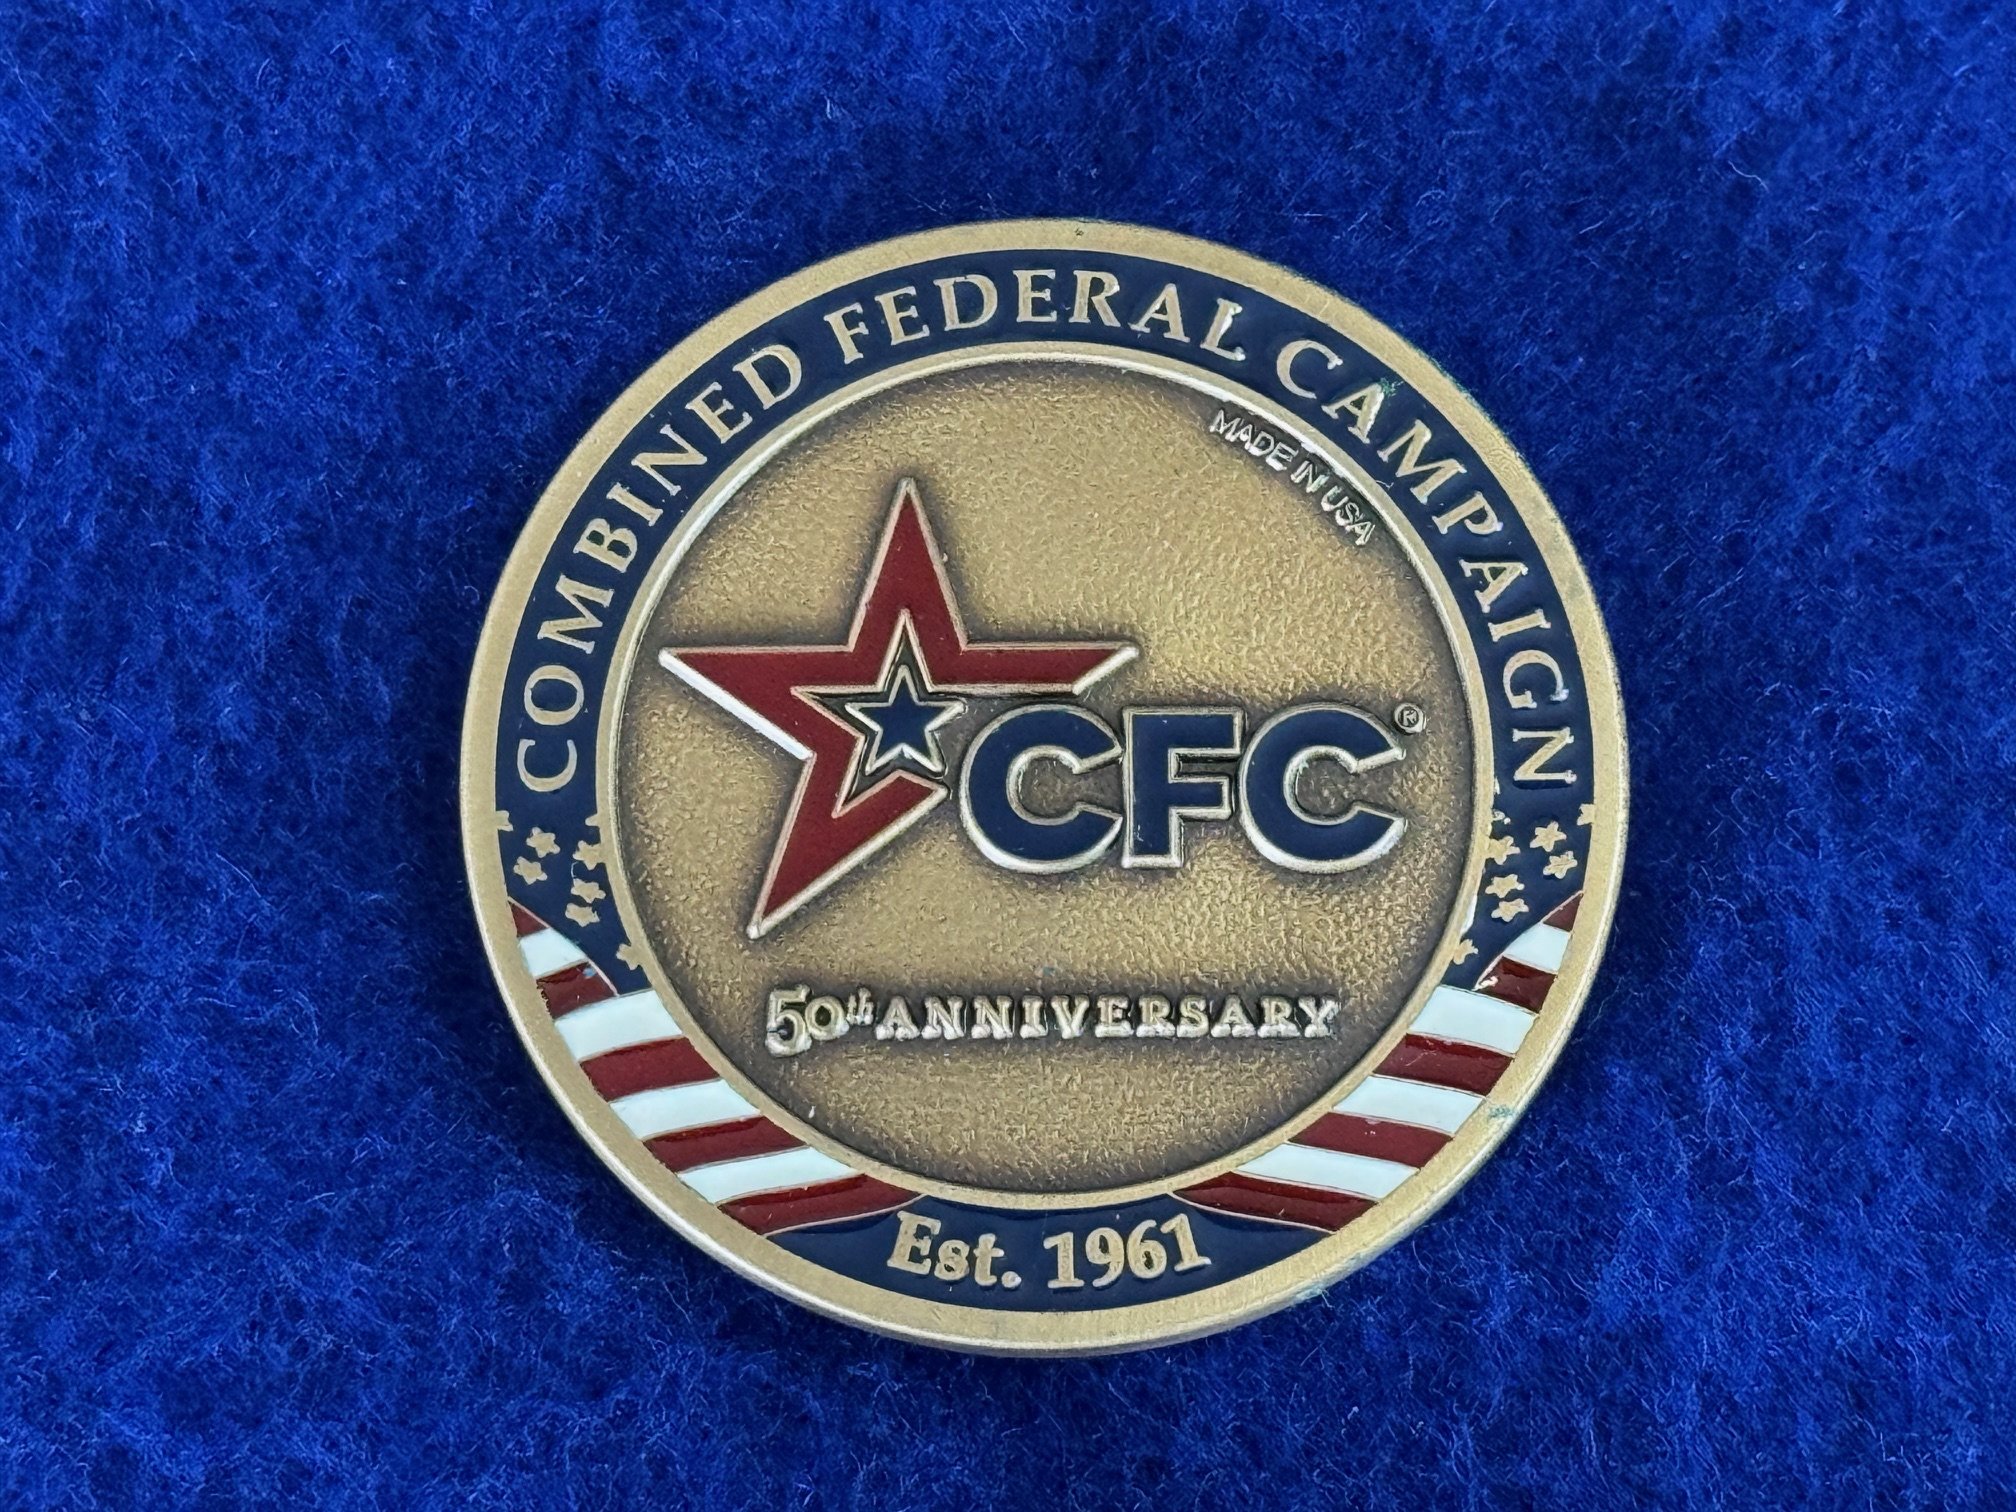 COMBINED FEDERAL CAMPAIGN
MADE IN USA
CFC®
50th ANNIVERSARY
Est. 1961